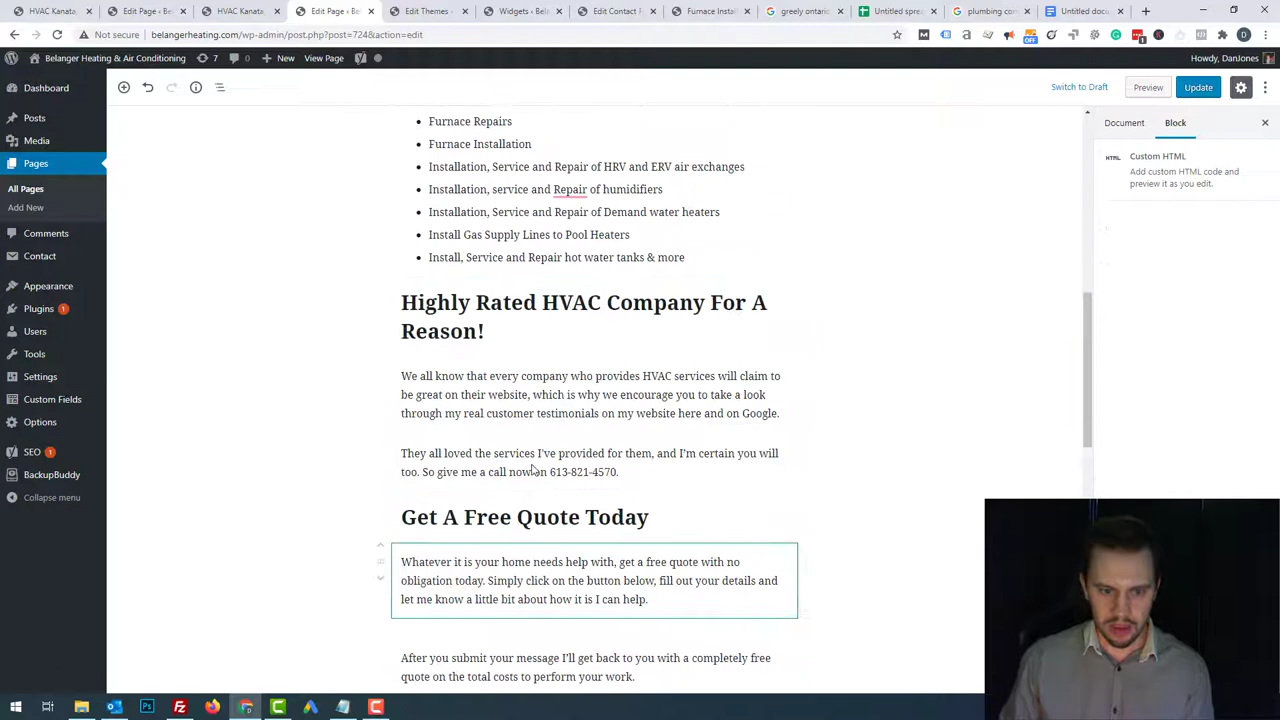 HVAC Kanata,
Edit Page ‹ Be
HVAC Kanata,
Edit Page ‹ Be
Edit Themes ‹
Widgets ‹ Bela
Edit Contact F
Furnace Install
greely ontario
Untitled spre
plumbing co
Untitled docu
Not secure
belangerheating.com/wp-admin/post.php?post=724&action=edit
OFF
1
D
Belanger Heating & Air Conditioning
7
0
New
View Page
Howdy, DanJones
Dashboard
Posts
Media
Pages
All Pages
Add New
Comments
Contact
Appearance
Plugins 1
Users
Tools
Settings
Custom Fields
Options
SEO 1
BackupBuddy
Collapse menu
Switch to Draft
Preview
Update
Furnace Repairs
Furnace Installation
Installation, Service and Repair of HRV and ERV air exchanges
Installation, service and Repair of humidifiers
Installation, Service and Repair of Demand water heaters
Install Gas Supply Lines to Pool Heaters
Install, Service and Repair hot water tanks & more
Highly Rated HVAC Company For A
Reason!
We all know that every company who provides HVAC services will claim to
be great on their website, which is why we encourage you to take a look
through my real customer testimonials on my website here and on Google.
They all loved the services I've provided for them, and I'm certain you will
too. So give me a call now on 613-821-4570.
Get A Free Quote Today
Whatever it is your home needs help with, get a free quote with no
obligation today. Simply click on the button below, fill out your details and
let me know a little bit about how it is I can help.
After you submit your message I'll get back to you with a completely free
quote on the total costs to perform your work.
Document
Block
HTML
Custom HTML
Add custom HTML code and
preview it as you edit.